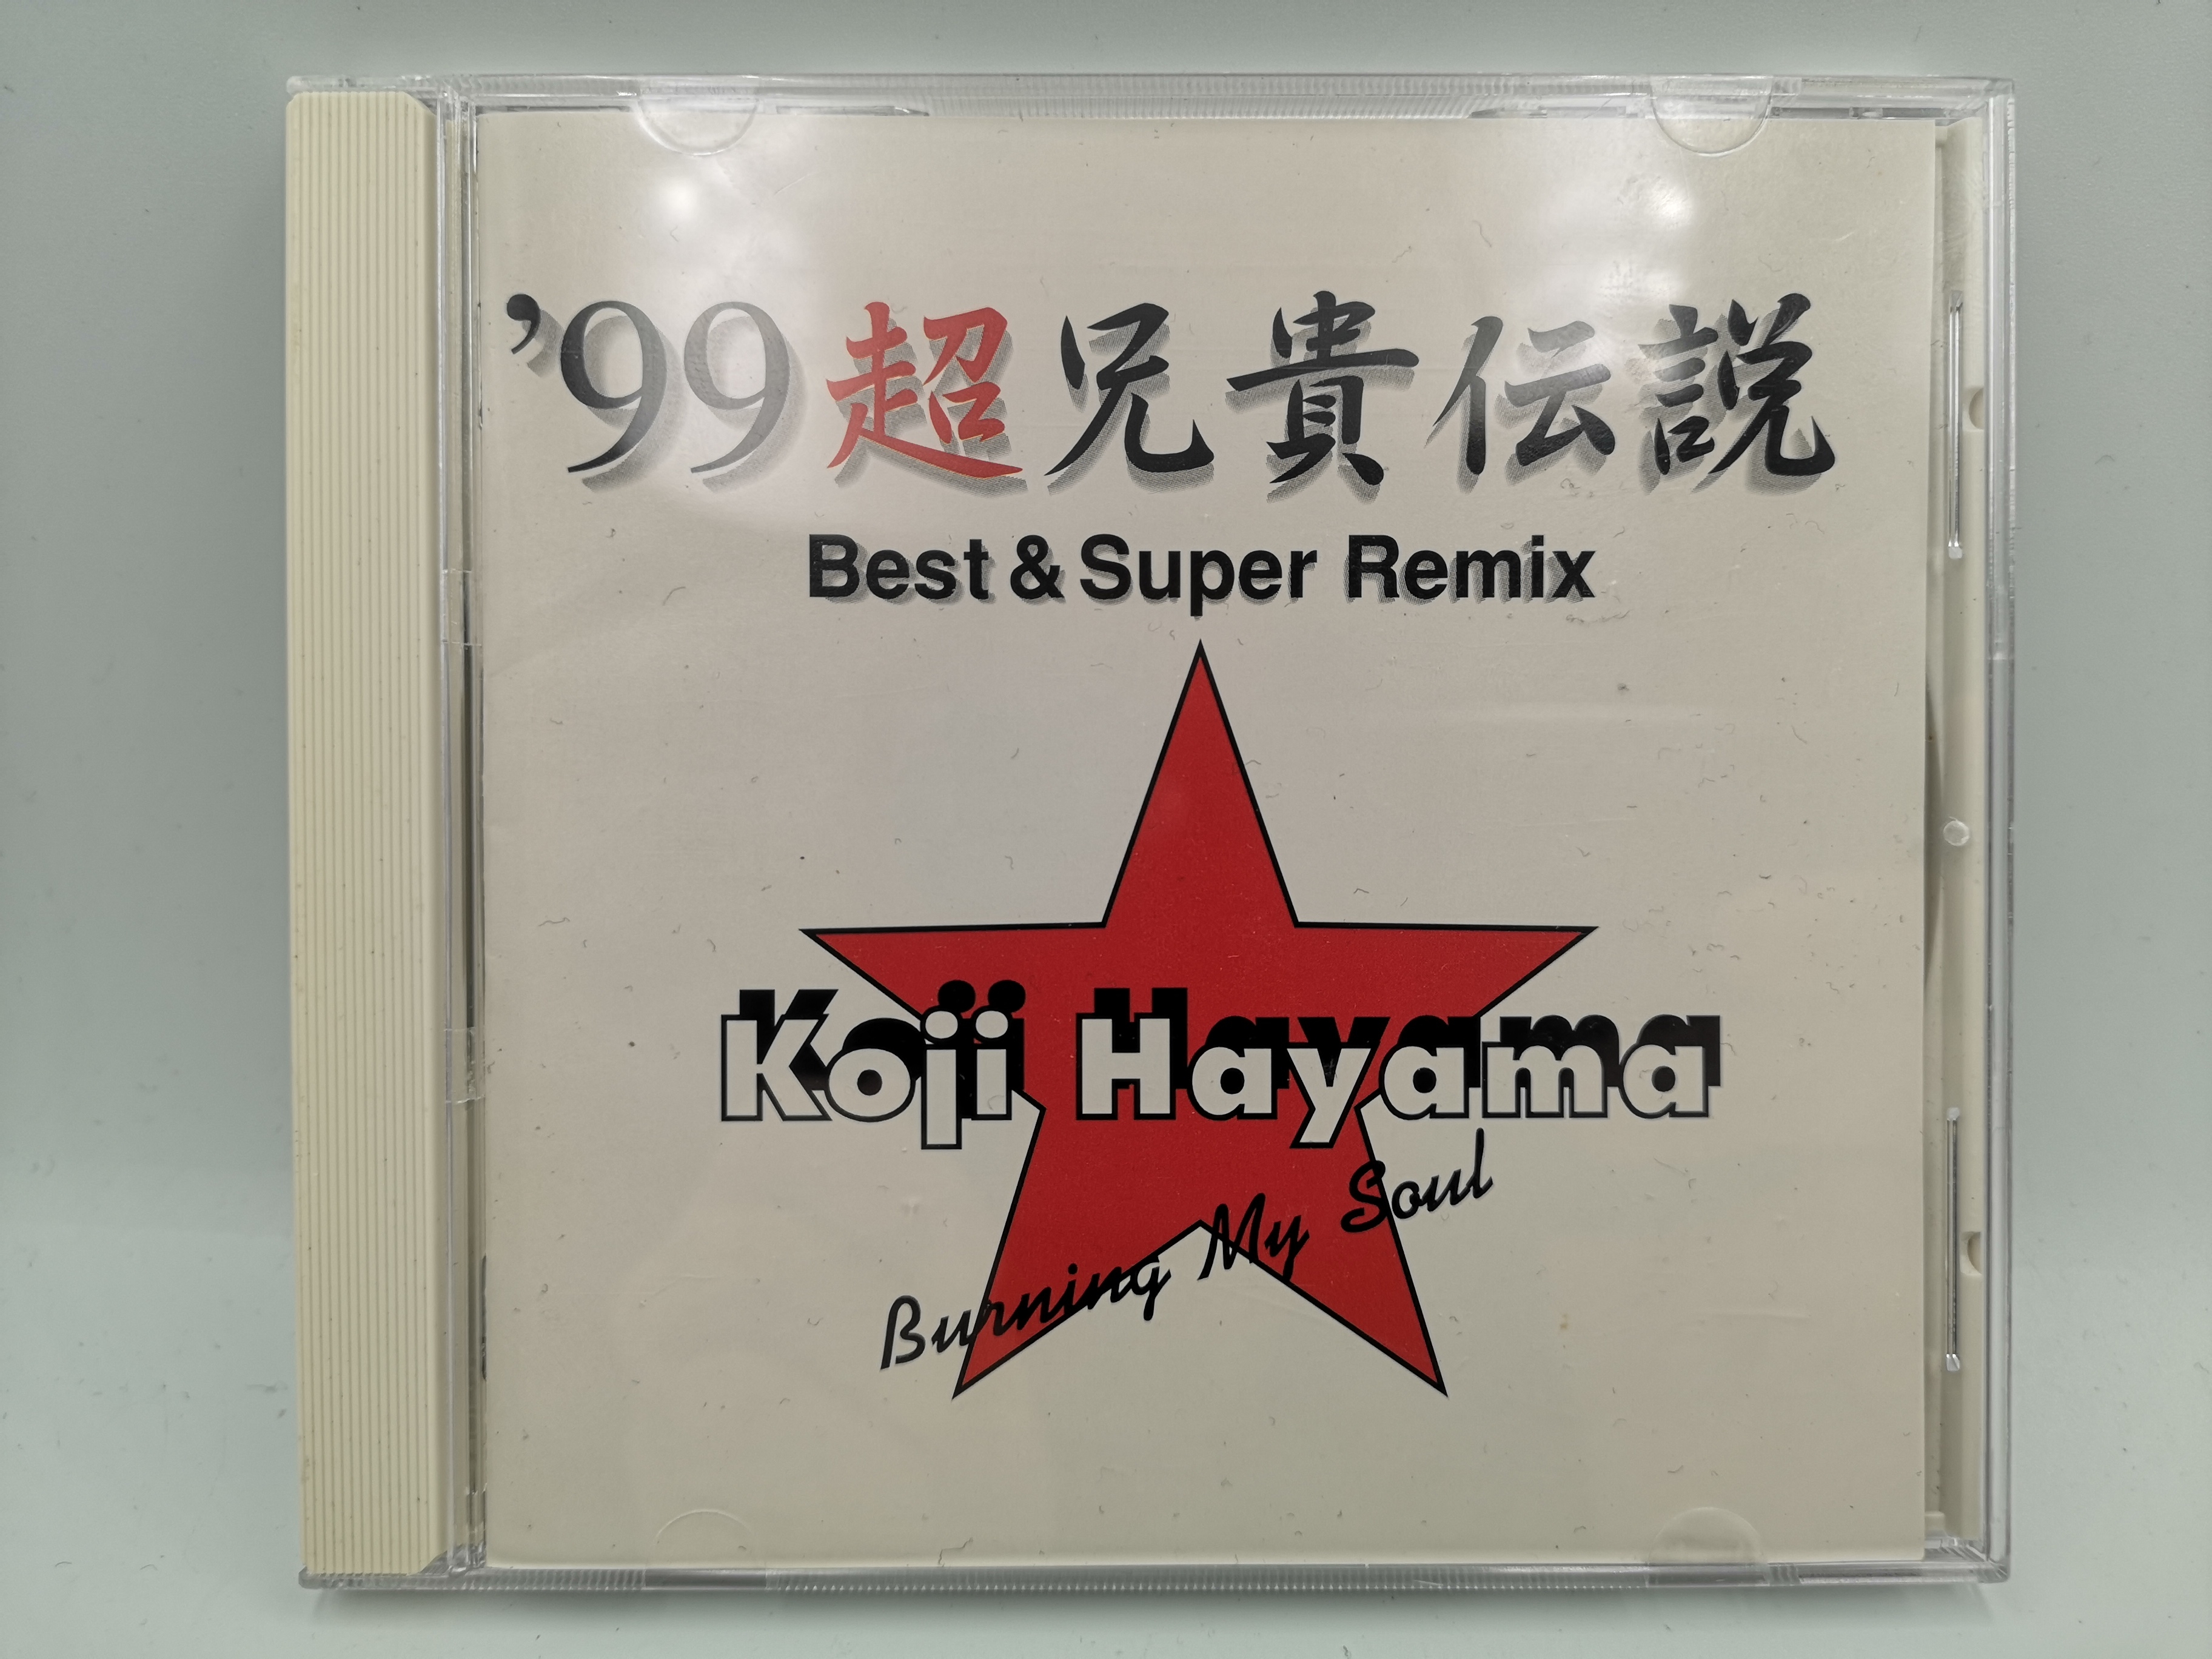 ’99超兄貴伝説
Best & Super Remix
Koji Hayama
Burning My Soul